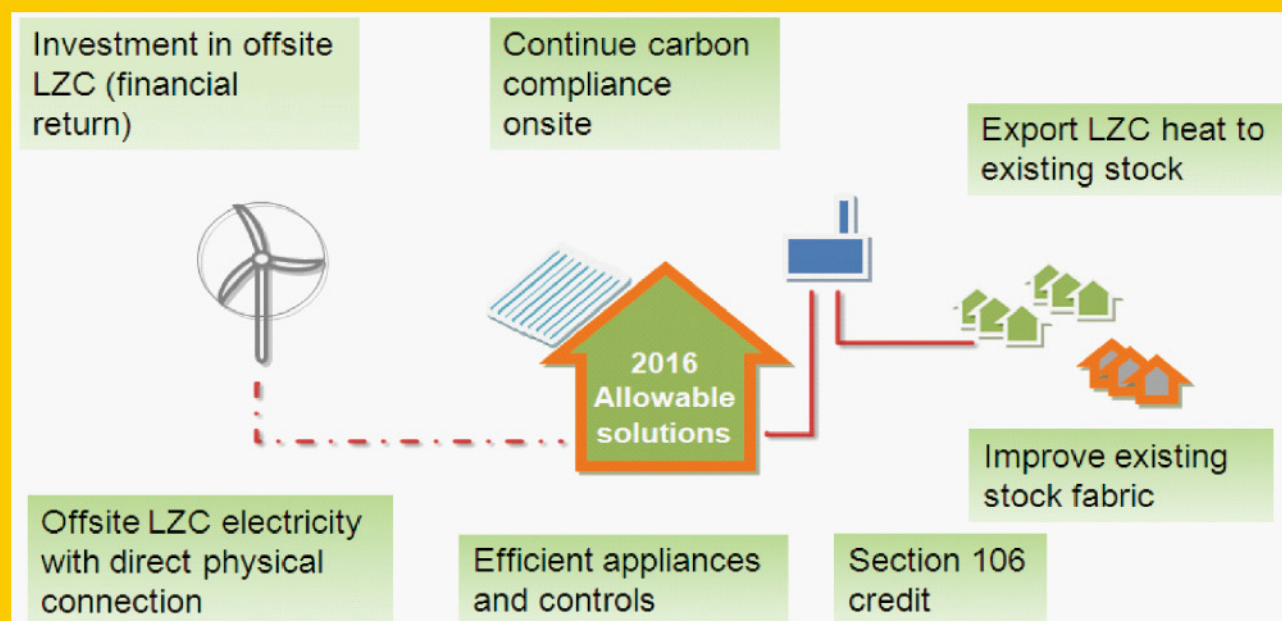 Investment in offsite
LZC (financial
return)
Continue carbon
compliance
onsite
Export LZC heat to
existing stock
2016
Allowable
solutions
Improve existing
stock fabric
Offsite LZC electricity
with direct physical
connection
Efficient appliances
and controls
Section 106
credit